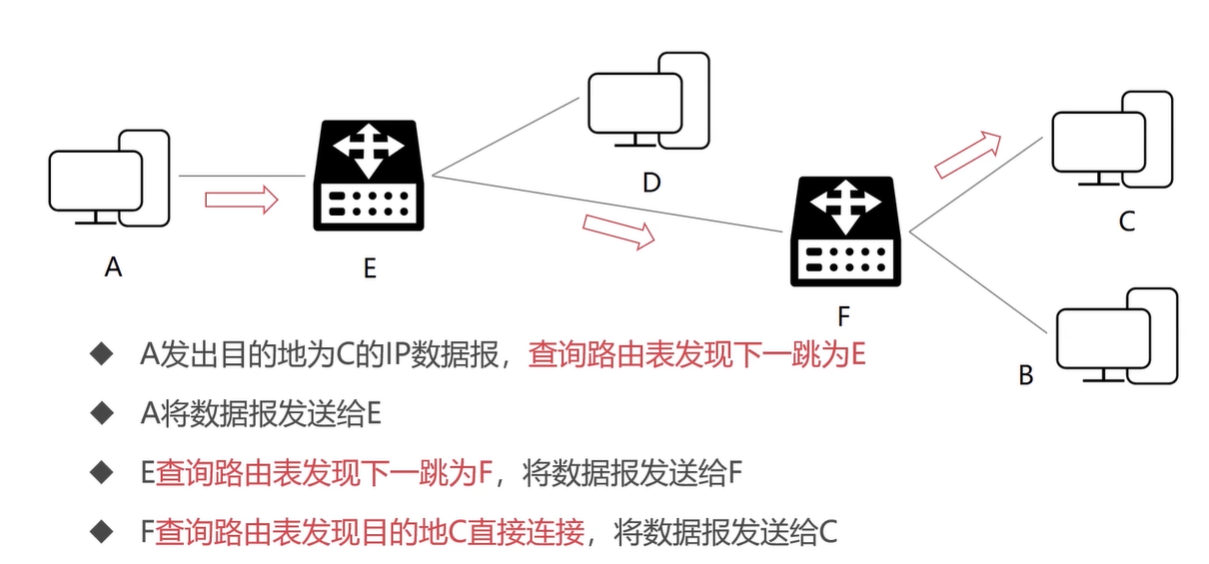 D
C
A
E
F
B
A发出目的地为C的IP数据报，查询路由表发现下一跳为E
A将数据报发送给E
E查询路由表发现下一跳为F，将数据报发送给F
F查询路由表发现目的地C直接连接，将数据报发送给C